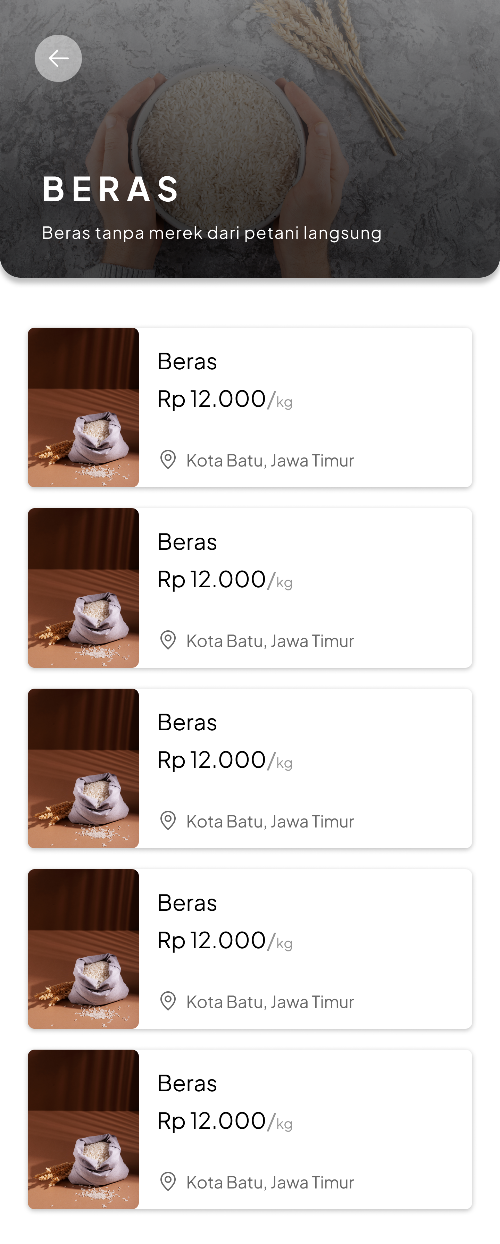 BERAS
Beras tanpa merek dari petani langsung
Beras
Rp 12.000/kg
Kota Batu, Jawa Timur
Beras
Rp 12.000/kg
Kota Batu, Jawa Timur
Beras
Rp 12.000/kg
Kota Batu, Jawa Timur
Beras
Rp 12.000/kg
Kota Batu, Jawa Timur
Beras
Rp 12.000/kg
Kota Batu, Jawa Timur